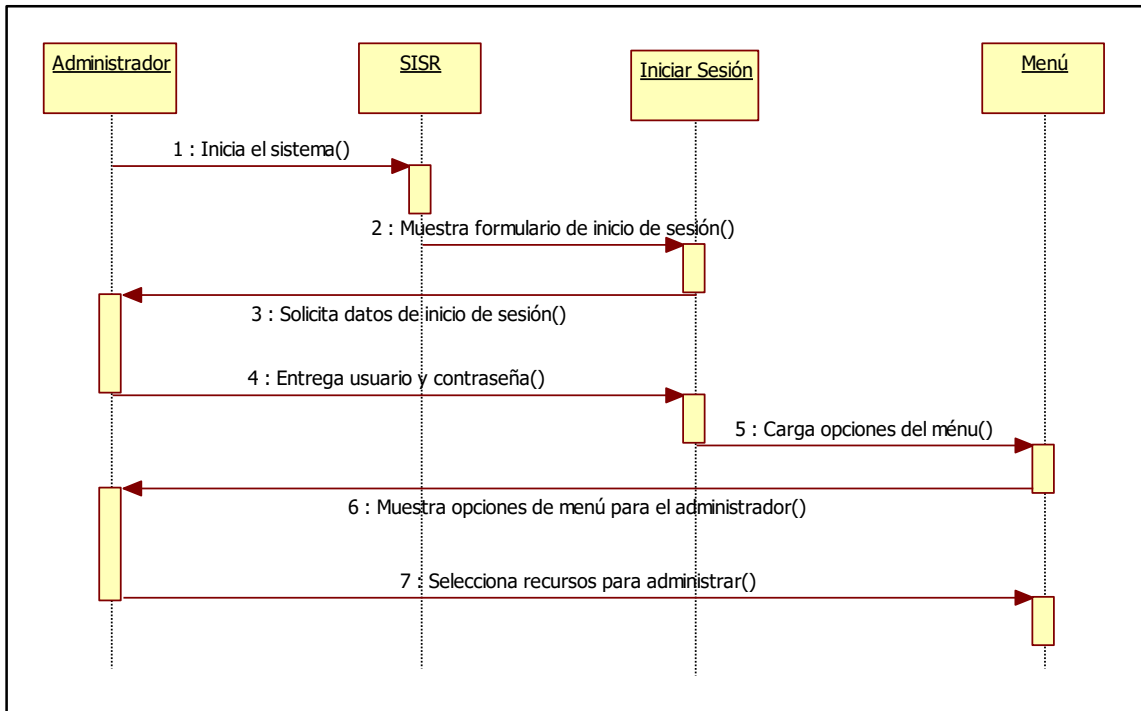 Administrador
SISR
Iniciar Sesión
Menú
1 : Inicia el sistema()
2 : Muestra formulario de inicio de sesión()
3 : Solicita datos de inicio de sesión()
4 : Entrega usuario y contraseña()
5 : Carga opciones del ménu()
6 : Muestra opciones de menú para el administrador()
7 : Selecciona recursos para administrar()